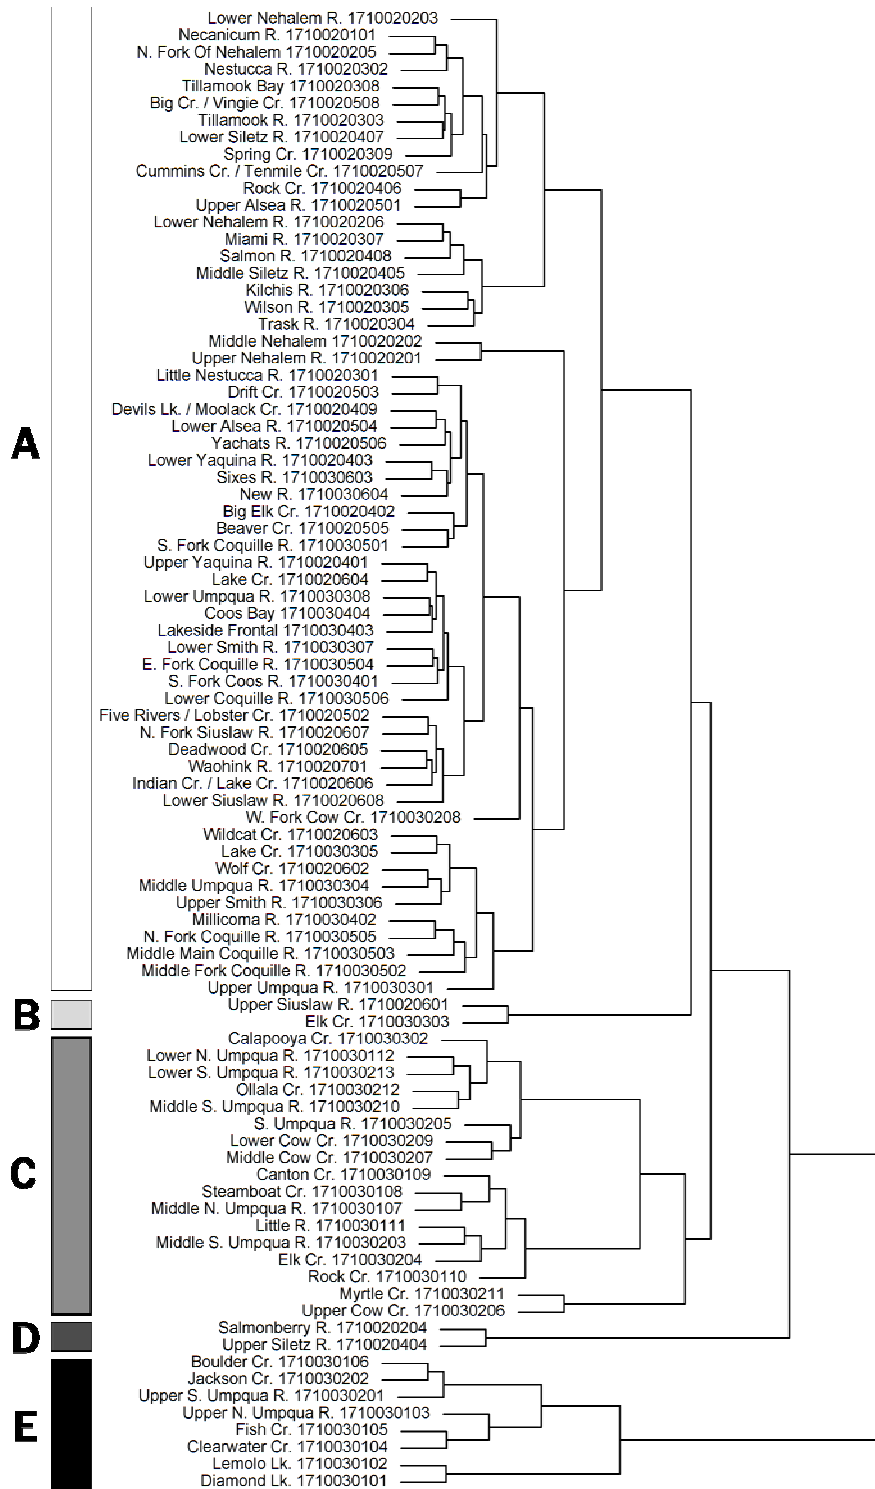 Lower Nehalem R. 1710020203
Necanicum R. 1710020101
N. Fork Of Nehalem 1710020205
Nestucca R. 1710020302
Tillamook Bay 1710020308
Big Cr. / Vingie Cr. 1710020508
Tillamook R. 1710020303
Lower Siletz R. 1710020407
Spring Cr. 1710020309
Cummins Cr. / Tenmile Cr. 1710020507
Rock Cr. 1710020406
Upper Alsea R. 1710020501
Lower Nehalem R. 1710020206
Miami R. 1710020307
Salmon R. 1710020408
Middle Siletz R. 1710020405
Kilchis R. 1710020306
Wilson R. 1710020305
Trask R. 1710020304
Middle Nehalem 1710020202
Upper Nehalem R. 1710020201
Little Nestucca R. 1710020301
Drift Cr. 1710020503
Devils Lk. / Moolack Cr. 1710020409
Lower Alsea R. 1710020504
A
Yachats R. 1710020506
Lower Yaquina R. 1710020403
Sixes R. 1710030603
New R. 1710030604
Big Elk Cr. 1710020402
Beaver Cr. 1710020505
S. Fork Coquille R. 1710030501
Upper Yaquina R. 1710020401
Lake Cr. 1710020604
Lower Umpqua R. 1710030308
Coos Bay 1710030404
Lakeside Frontal 1710030403
Lower Smith R. 1710030307
E. Fork Coquille R. 1710030504
S. Fork Coos R. 1710030401
Lower Coquille R. 1710030506
Five Rivers / Lobster Cr. 1710020502
N. Fork Siuslaw R. 1710020607
Deadwood Cr. 1710020605
Waohink R. 1710020701
Indian Cr. / Lake Cr. 1710020606
Lower Siuslaw R. 1710020608
W. Fork Cow Cr. 1710030208
Wildcat Cr. 1710020603
Lake Cr. 1710030305
Wolf Cr. 1710020602
Middle Umpqua R. 1710030304
Upper Smith R. 1710030306
Millicoma R. 1710030402
N. Fork Coquille R. 1710030505
Middle Main Coquille R. 1710030503
Middle Fork Coquille R. 1710030502
Upper Umpqua R. 1710030301
Upper Siuslaw R. 1710020601
B
Elk Cr. 1710030303
Calapooya Cr. 1710030302
Lower N. Umpqua R. 1710030112
Lower S. Umpqua R. 1710030213
Ollala Cr. 1710030212
Middle S. Umpqua R. 1710030210
S. Umpqua R. 1710030205
Lower Cow Cr. 1710030209
Middle Cow Cr. 1710030207
C
Canton Cr. 1710030109
Steamboat Cr. 1710030108
Middle N. Umpqua R. 1710030107
Little R. 1710030111
Middle S. Umpqua R. 1710030203
Elk Cr. 1710030204
Rock Cr. 1710030110
Myrtle Cr. 1710030211
Upper Cow Cr. 1710030206
Salmonberry R. 1710020204
D
Upper Siletz R. 1710020404
Boulder Cr. 1710030106
Jackson Cr. 1710030202
Upper S. Umpqua R. 1710030201
Upper N. Umpqua R. 1710030103
E
Fish Cr. 1710030105
Clearwater Cr. 1710030104
Lemolo Lk. 1710030102
Diamond Lk. 1710030101